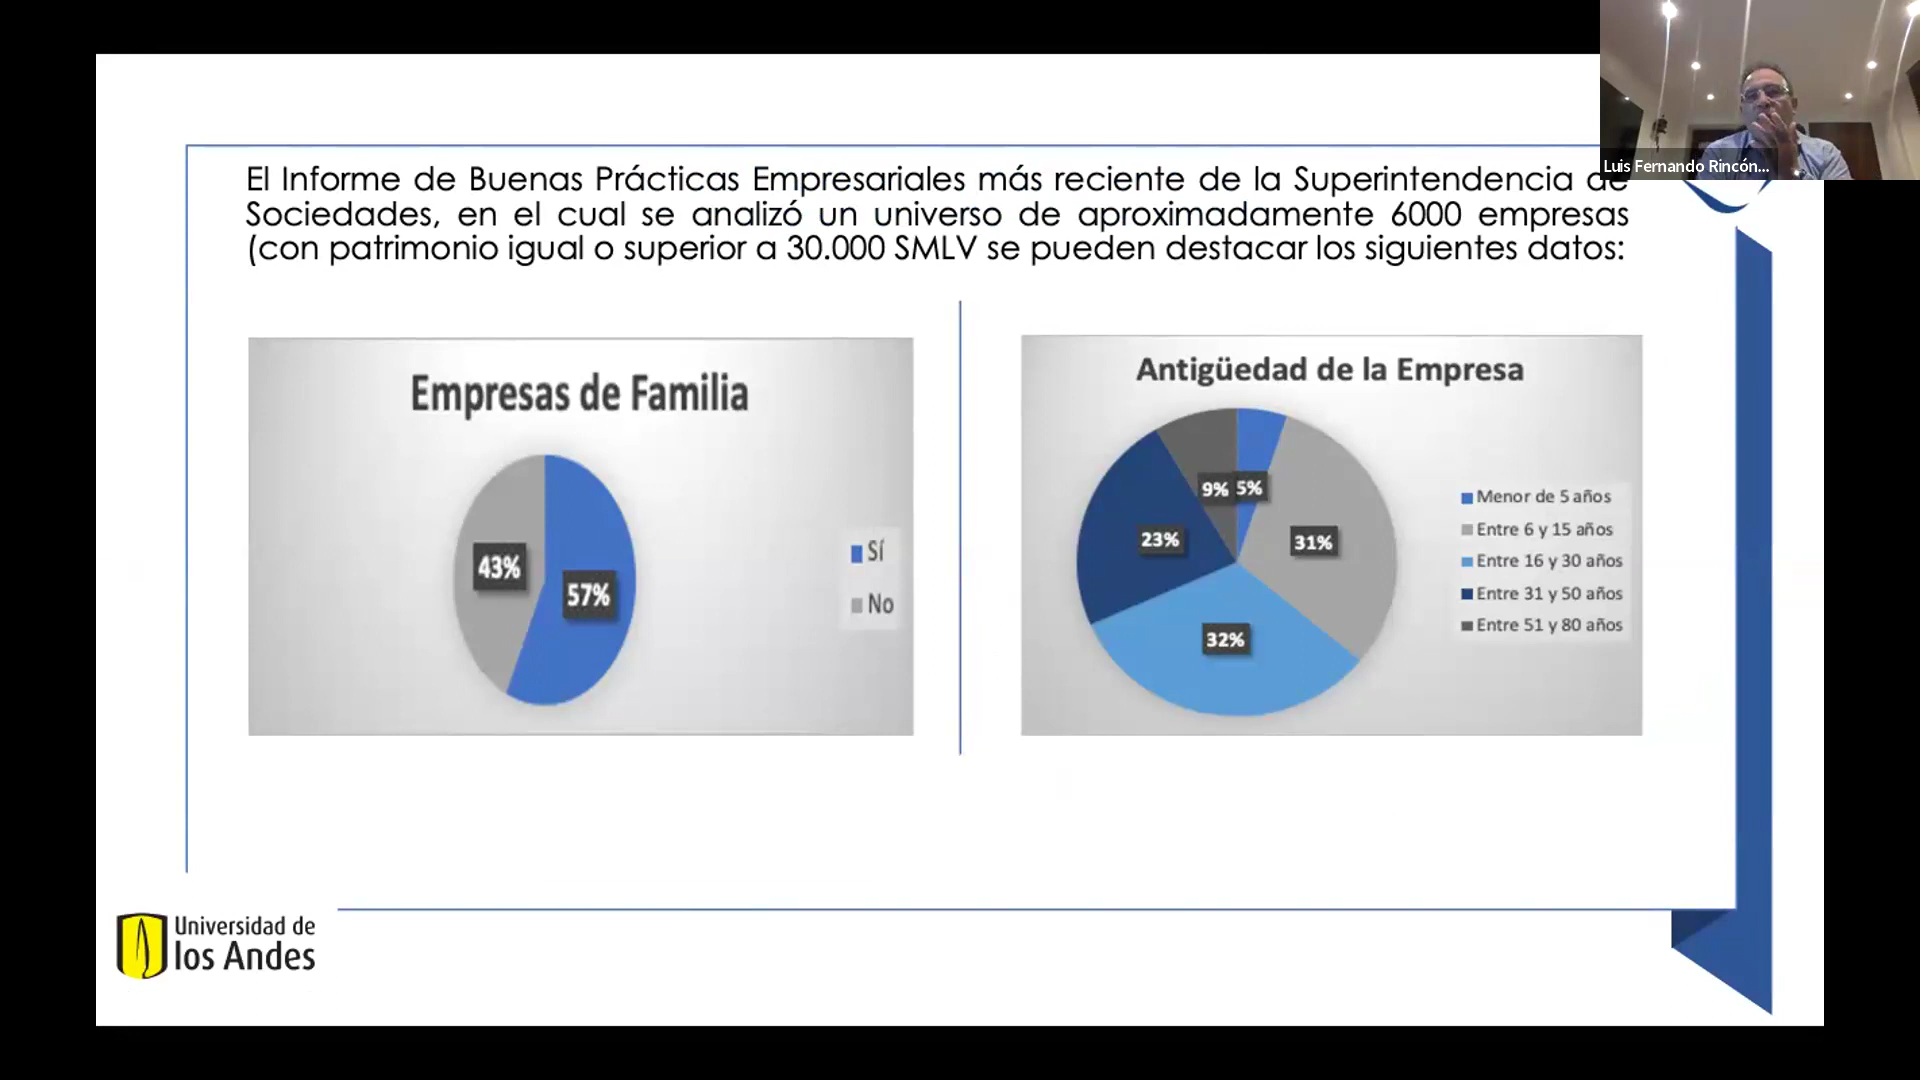 El Informe de Buenas Prácticas Empresariales más reciente de la Superintendencia de
Sociedades, en el cual se analizó un universo de aproximadamente 6000 empresas
(con patrimonio igual o superior a 30.000 SMLV se pueden destacar los siguientes datos:
Luis Fernando Rincón...
Empresas de Familia
43%
57%
Sí
No
Antigüedad de la Empresa
9%
5%
23%
31%
32%
Menor de 5 años
Entre 6 y 15 años
Entre 16 y 30 años
Entre 31 y 50 años
Entre 51 y 80 años
Universidad de
los Andes